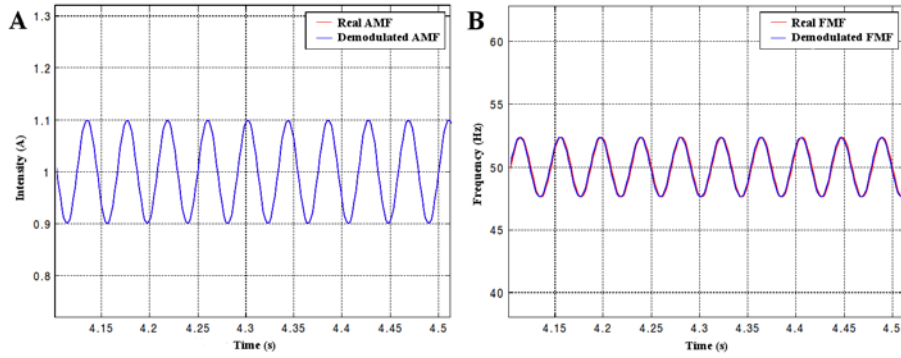 A
Intensity (A)
1.3
1.2
1.1
1
0.9
0.8
Real AMF
Demodulated AMF
4.15 4.2 4.25 4.3 4.35 4.4 4.45 4.5
Time (s)
B
Frequency (Hz)
60
55
50
45
40
Real FMF
Demodulated FMF
4.15 4.2 4.25 4.3 4.35 4.4 4.45 4.5
Time (s)